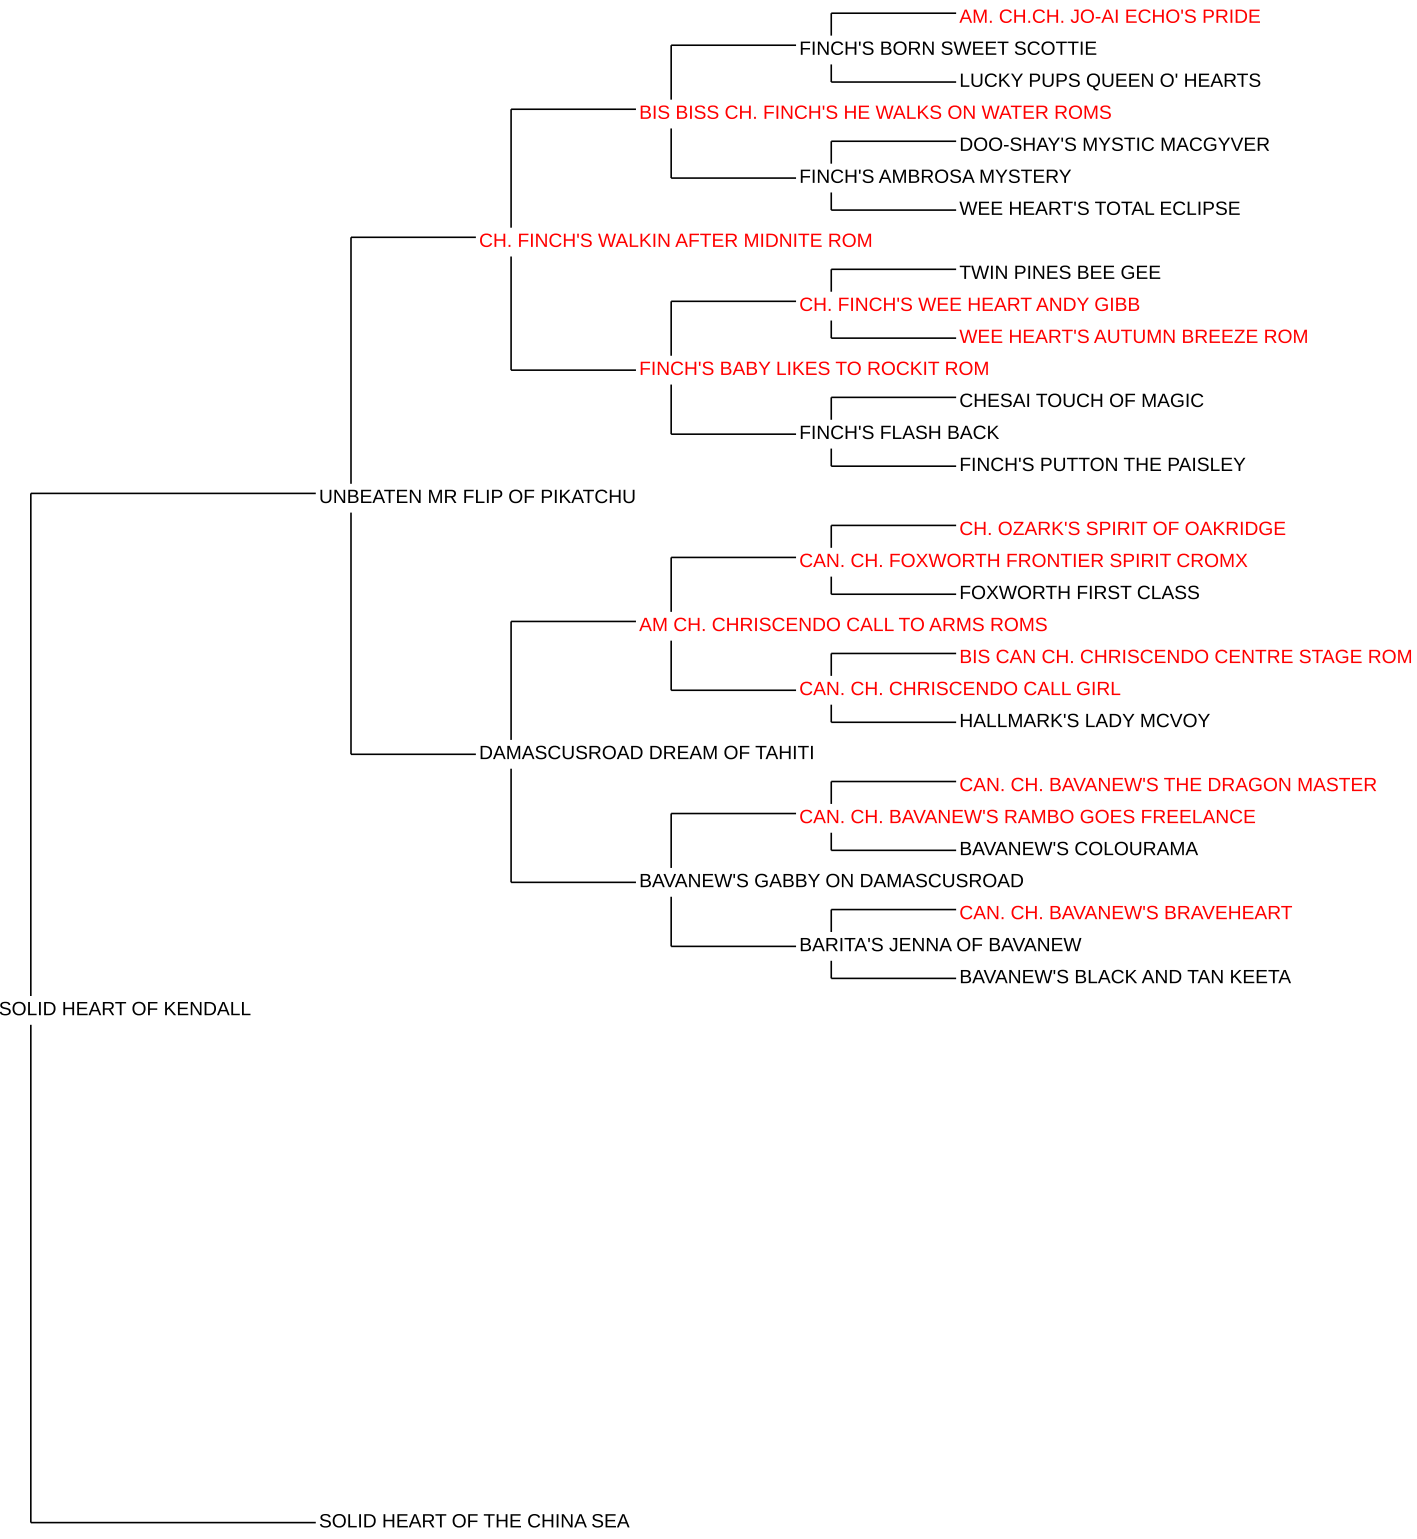 AM. CH.CH. JO-AI ECHO'S PRIDE
FINCH'S BORN SWEET SCOTTIE
LUCKY PUPS QUEEN O' HEARTS
BIS BISS CH. FINCH'S HE WALKS ON WATER ROMS
DOO-SHAY'S MYSTIC MACGYVER
FINCH'S AMBROSA MYSTERY
WEE HEART'S TOTAL ECLIPSE
CH. FINCH'S WALKIN AFTER MIDNITE ROM
TWIN PINES BEE GEE
CH. FINCH'S WEE HEART ANDY GIBB
WEE HEART'S AUTUMN BREEZE ROM
FINCH'S BABY LIKES TO ROCKIT ROM
CHESAI TOUCH OF MAGIC
FINCH'S FLASH BACK
FINCH'S PUTTON THE PAISLEY
UNBEATEN MR FLIP OF PIKATCHU
CH. OZARK'S SPIRIT OF OAKRIDGE
CAN. CH. FOXWORTH FRONTIER SPIRIT CROMX
FOXWORTH FIRST CLASS
AM CH. CHRISCENDO CALL TO ARMS ROMS
BIS CAN CH. CHRISCENDO CENTRE STAGE ROM
CAN. CH. CHRISCENDO CALL GIRL
HALLMARK'S LADY MCVOY
DAMASCUSROAD DREAM OF TAHITI
CAN. CH. BAVANEW'S THE DRAGON MASTER
CAN. CH. BAVANEW'S RAMBO GOES FREELANCE
BAVANEW'S COLOURAMA
BAVANEW'S GABBY ON DAMASCUSROAD
CAN. CH. BAVANEW'S BRAVEHEART
BARITA'S JENNA OF BAVANEW
BAVANEW'S BLACK AND TAN KEETA
SOLID HEART OF KENDALL
SOLID HEART OF THE CHINA SEA